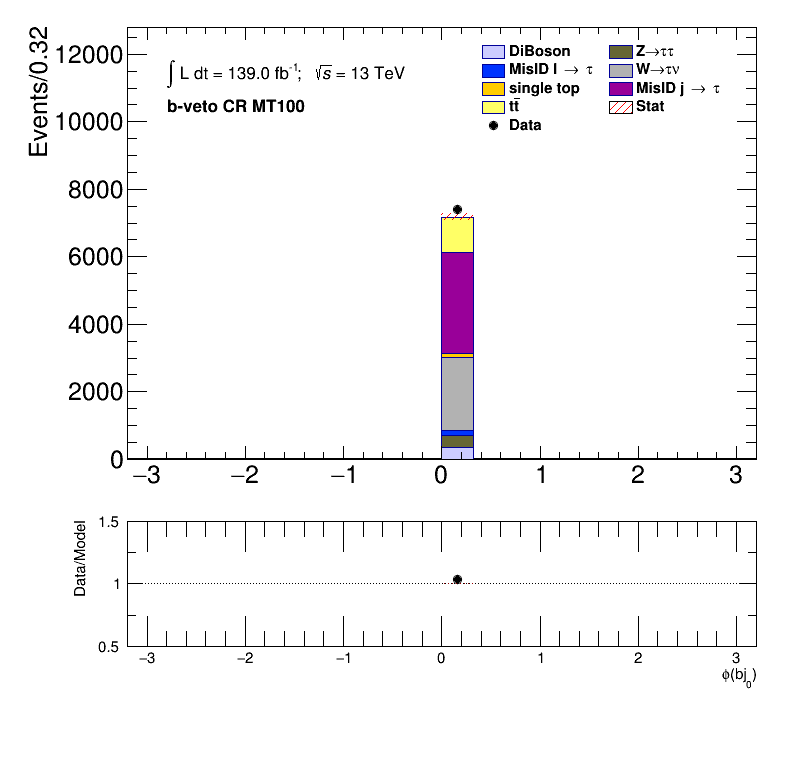 Events/0.32
12000
10000
8000
6000
4000
2000
0
∫ L dt = 139.0 fb⁻¹; √s = 13 TeV
b-veto CR MT100
DiBoson
MisID l → τ
single top
tt̄
Data
Z→ττ
W→τν
MisID j → τ
Stat
−3 −2 −1 0 1 2 3
Data/Model
1.5
1
0.5
−3 −2 −1 0 1 2 3
ϕ(bj₀)